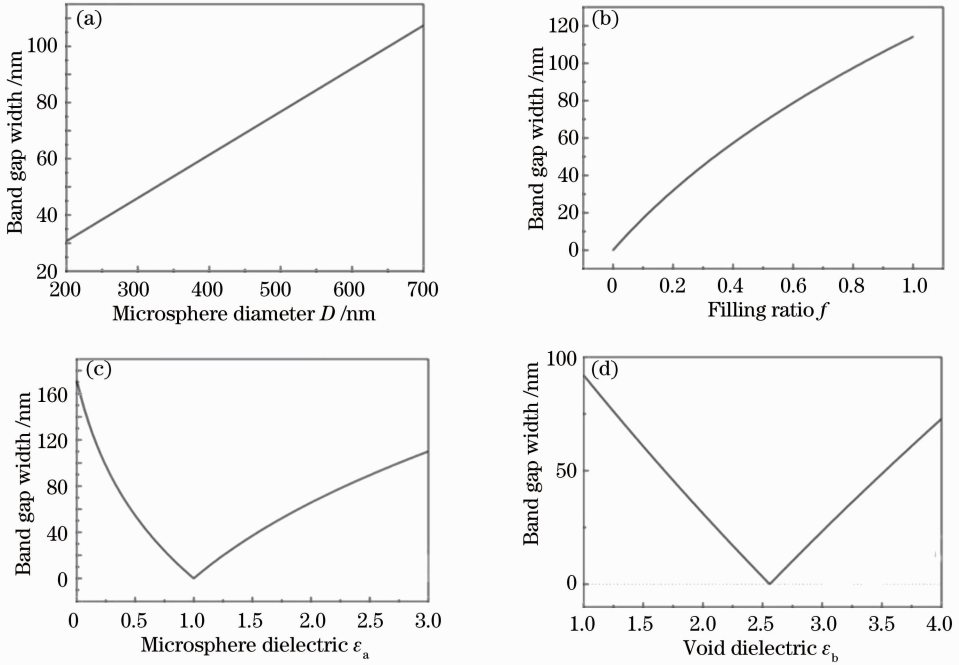 (a)
Band gap width /nm
100
80
60
40
20
200 300 400 500 600 700
Microsphere diameter D /nm
(b)
Band gap width /nm
120
100
80
60
40
20
0
0 0.2 0.4 0.6 0.8 1.0
Filling ratio f
(c)
Band gap width /nm
160
120
80
40
0
0 0.5 1.0 1.5 2.0 2.5 3.0
Microsphere dielectric εa
(d)
Band gap width /nm
100
50
0
1.0 1.5 2.0 2.5 3.0 3.5 4.0
Void dielectric εb